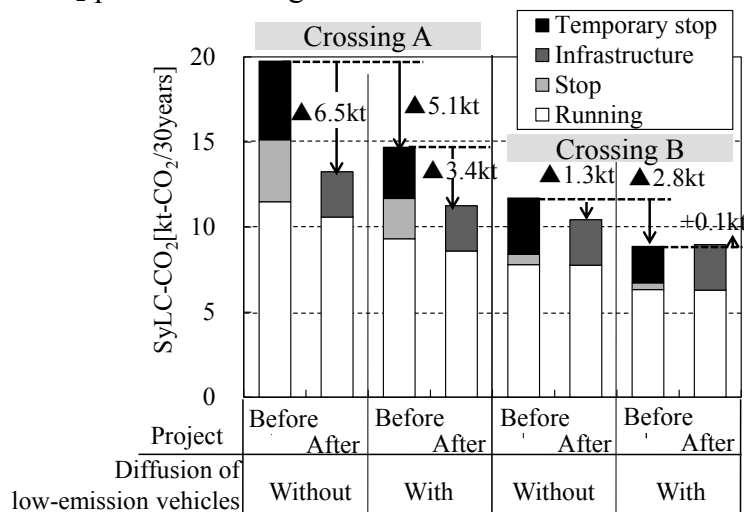 2 p
Crossing A
Temporary stop
Infrastructure
Stop
Running
SyLC-CO₂[kt-CO₂/30years]
20
15
10
5
0
▲6.5kt
▲5.1kt
▲3.4kt
Crossing B
▲1.3kt
▲2.8kt
+0.1kt
Project
Before
After
Before
After
Before
After
Before
After
Diffusion of
low-emission vehicles
Without
With
Without
With